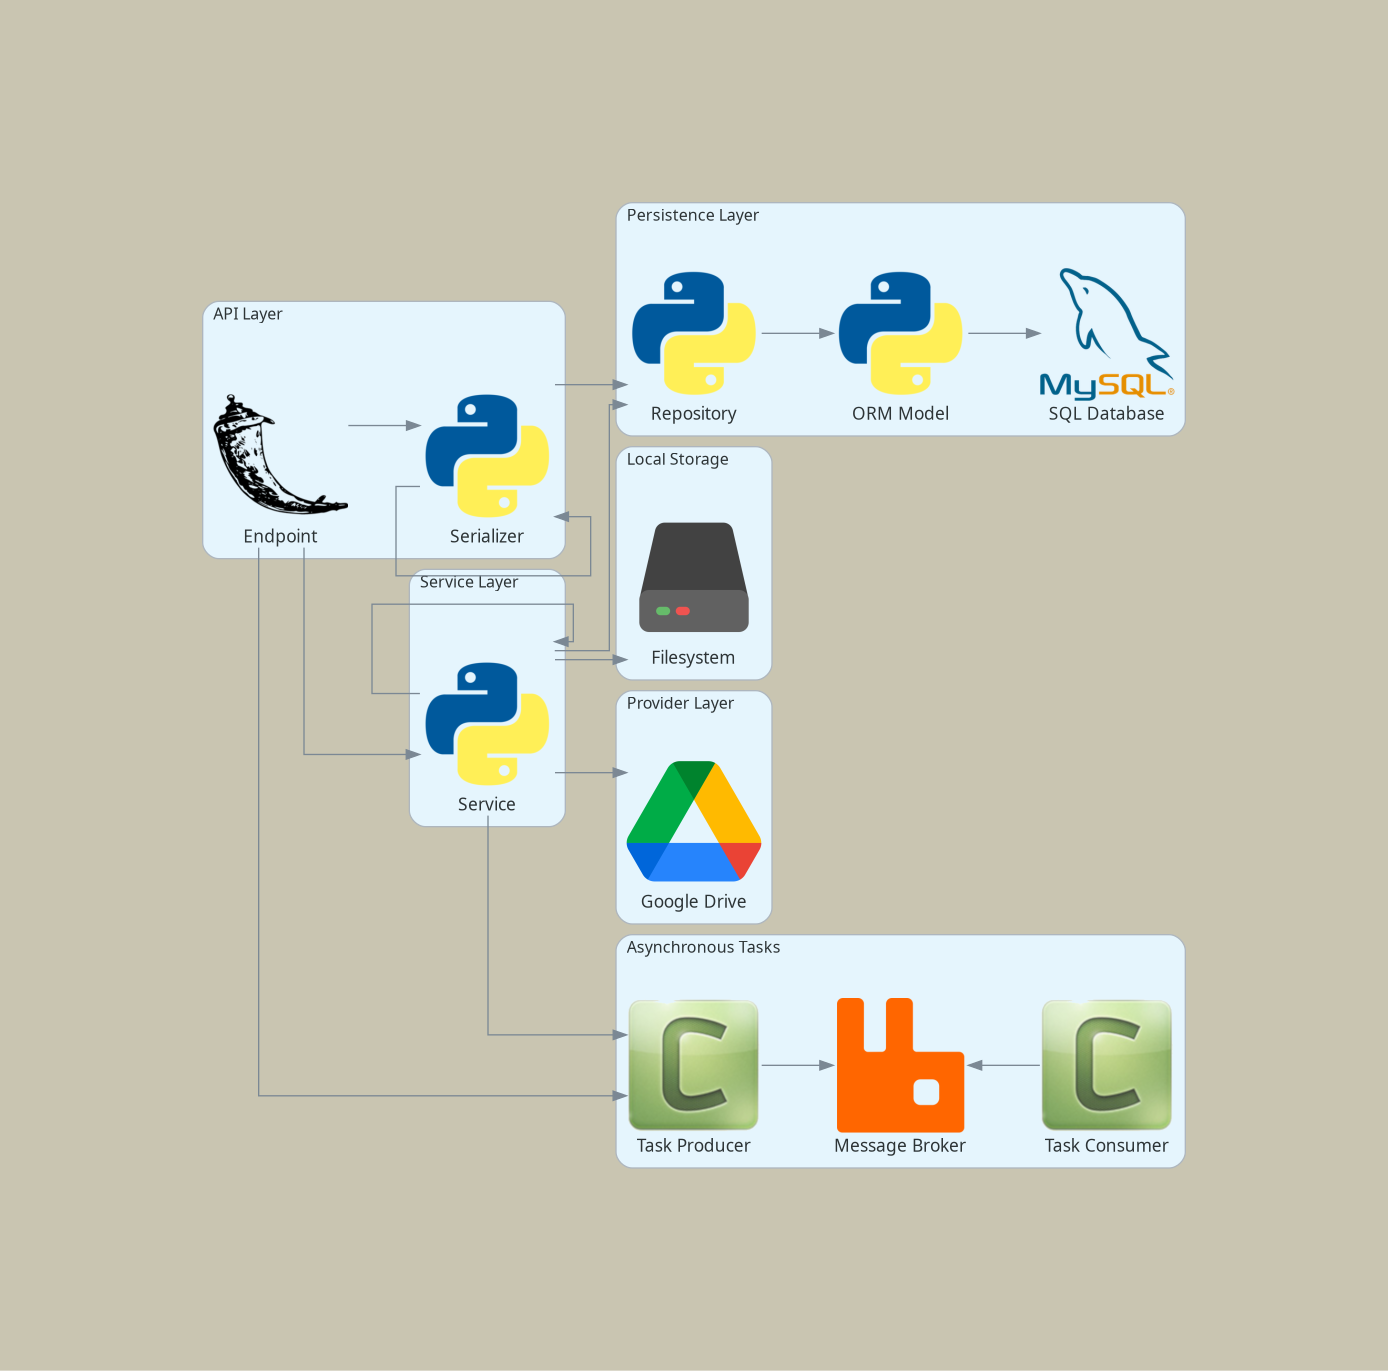 Persistence Layer
MySQL®
Repository
ORM Model
SQL Database
API Layer
Endpoint
Serializer
Local Storage
Filesystem
Service Layer
Service
Provider Layer
Google Drive
Asynchronous Tasks
Task Producer
Message Broker
Task Consumer